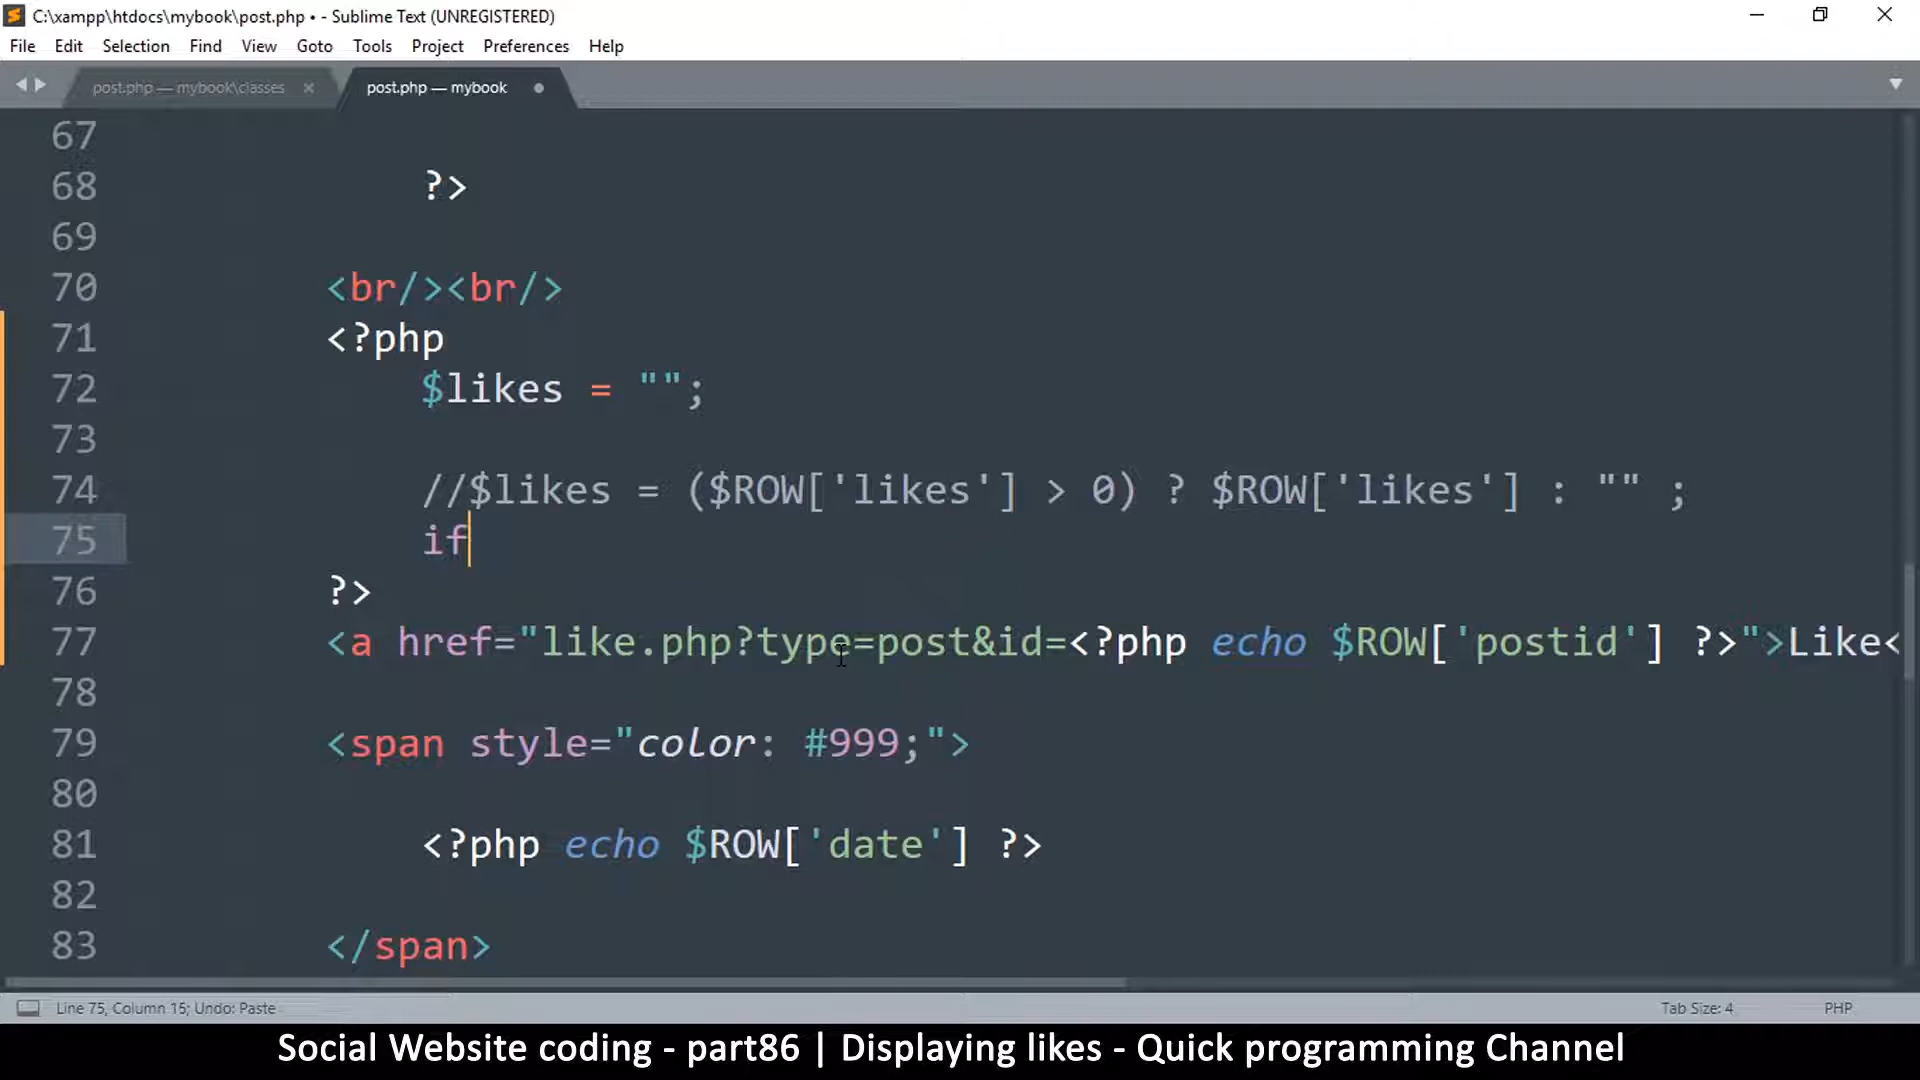 C:\xampp\htdocs\mybook\post.php • - Sublime Text (UNREGISTERED)
File Edit Selection Find View Goto Tools Project Preferences Help
post.php — mybook\classes × post.php — mybook
67
68 ?>
69
70 <br/><br/>
71 <?php
72 $likes = "";
73
74 //$likes = ($ROW['likes'] > 0) ? $ROW['likes'] : "" ;
75 if
76 ?>
77 <a href="like.php?type=post&id=<?php echo $ROW['postid'] ?>">Like<
78
79 <span style="color: #999;">
80
81 <?php echo $ROW['date'] ?>
82
83 </span>
Line 75, Column 15; Undo: Paste Tab Size: 4 PHP
Social Website coding - part86 | Displaying likes - Quick programming Channel